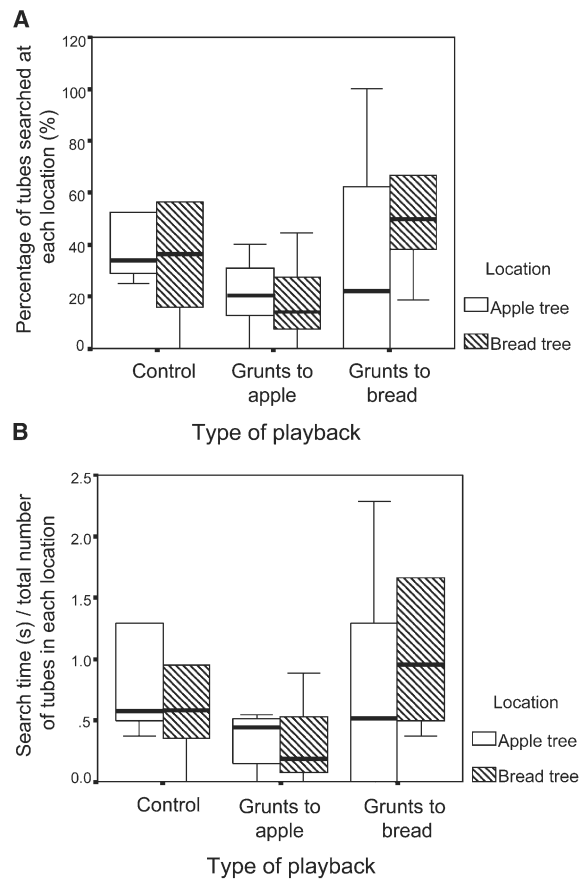 A
Percentage of tubes searched at
each location (%)
120
100
80
60
40
20
0
Control
Grunts to
apple
Grunts to
bread
Type of playback
Location
Apple tree
Bread tree
B
Search time (s) / total number
of tubes in each location
2.5
2.0
1.5
1.0
.5
0.0
Control
Grunts to
apple
Grunts to
bread
Type of playback
Location
Apple tree
Bread tree